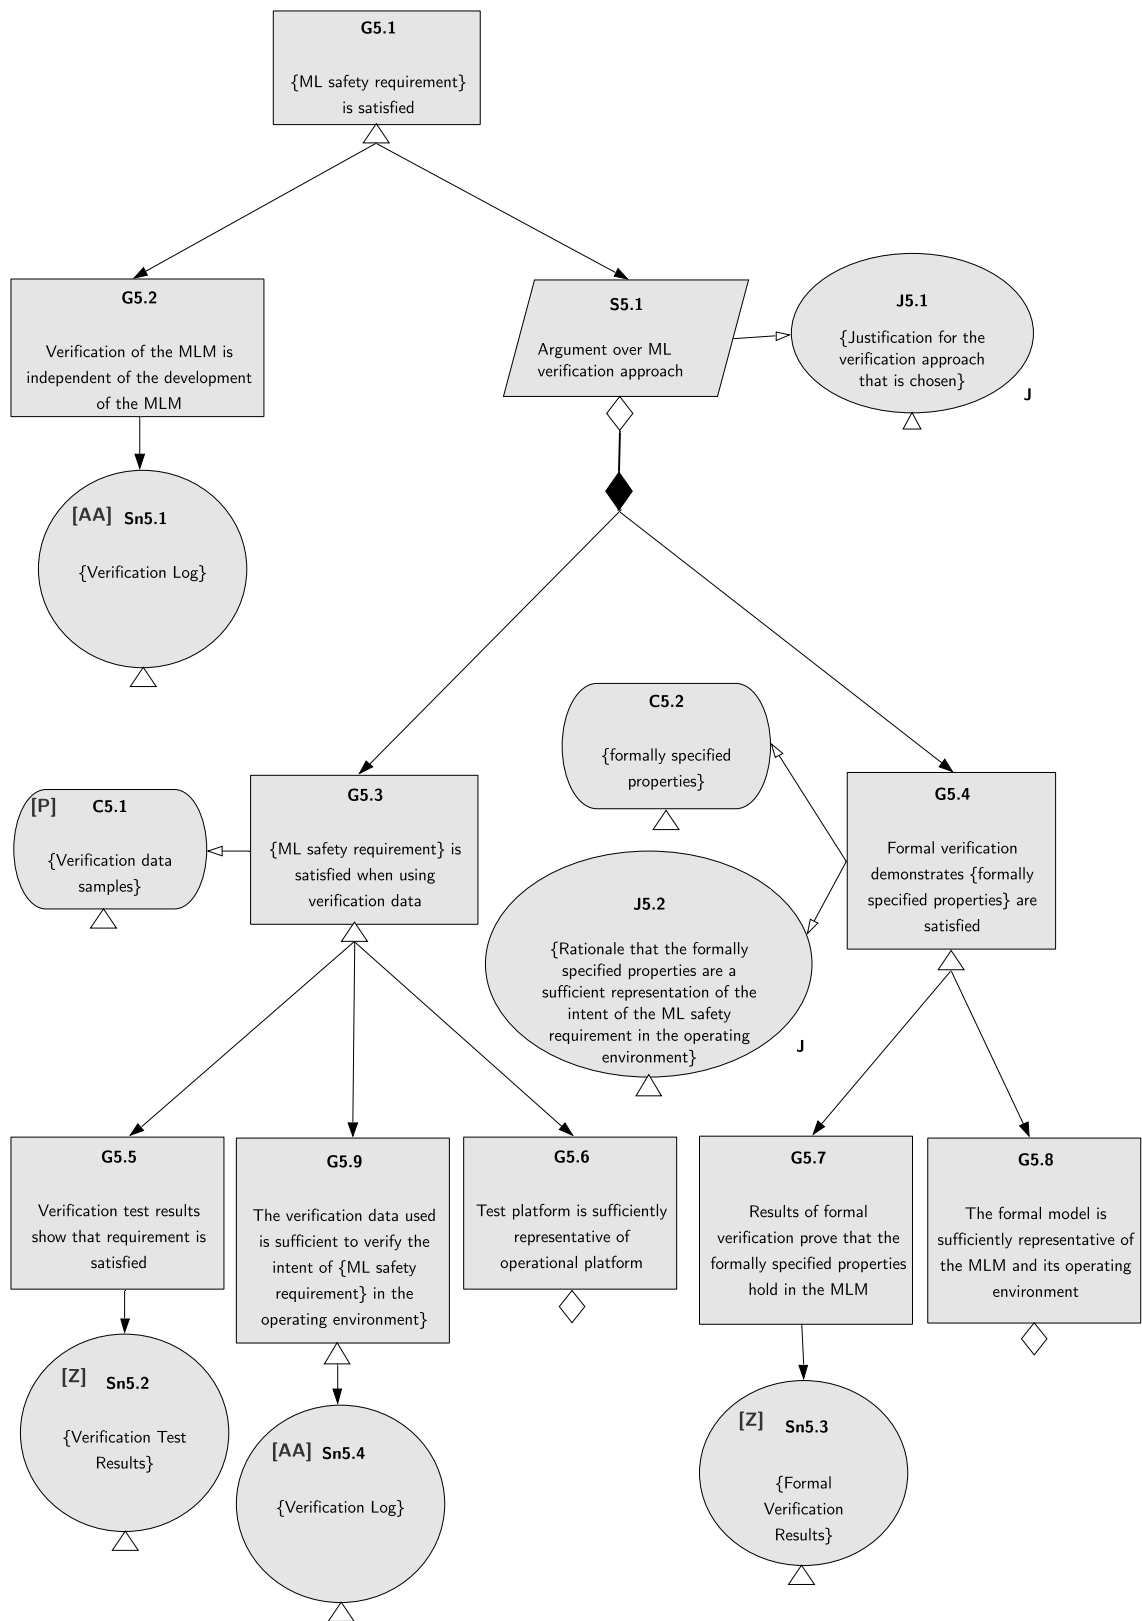 G5.1
{ML safety requirement}
is satisfied
G5.2
Verification of the MLM is
independent of the development
of the MLM
S5.1
Argument over ML
verification approach
J5.1
{Justification for the
verification approach
that is chosen}
J
[AA] Sn5.1
{Verification Log}
C5.2
{formally specified
properties}
[P] C5.1
{Verification data
samples}
G5.3
{ML safety requirement} is
satisfied when using
verification data
G5.4
Formal verification
demonstrates {formally
specified properties} are
satisfied
J5.2
{Rationale that the formally
specified properties are a
sufficient representation of the
intent of the ML safety
requirement in the operating
environment}
J
G5.5
Verification test results
show that requirement is
satisfied
G5.9
The verification data used
is sufficient to verify the
intent of {ML safety
requirement} in the
operating environment}
G5.6
Test platform is sufficiently
representative of
operational platform
G5.7
Results of formal
verification prove that the
formally specified properties
hold in the MLM
G5.8
The formal model is
sufficiently representative of
the MLM and its operating
environment
[Z] Sn5.2
{Verification Test
Results}
[AA] Sn5.4
{Verification Log}
[Z] Sn5.3
{Formal
Verification
Results}